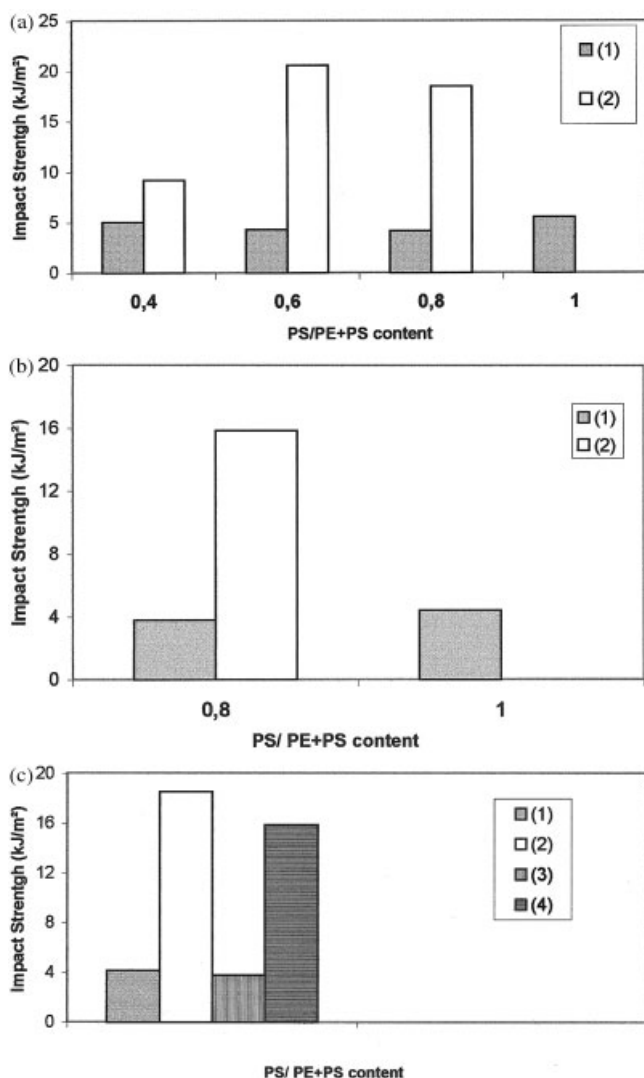 (a)
Impact Strentgh (kJ/m²)
25
20
15
10
5
0
0,4 0,6 0,8 1
PS/PE+PS content
(1)
(2)
(b)
Impact Strentgh (kJ/m²)
20
16
12
8
4
0
0,8 1
PS/ PE+PS content
(1)
(2)
(c)
Impact Strentgh (kJ/m²)
20
16
12
8
4
0
PS/ PE+PS content
(1)
(2)
(3)
(4)